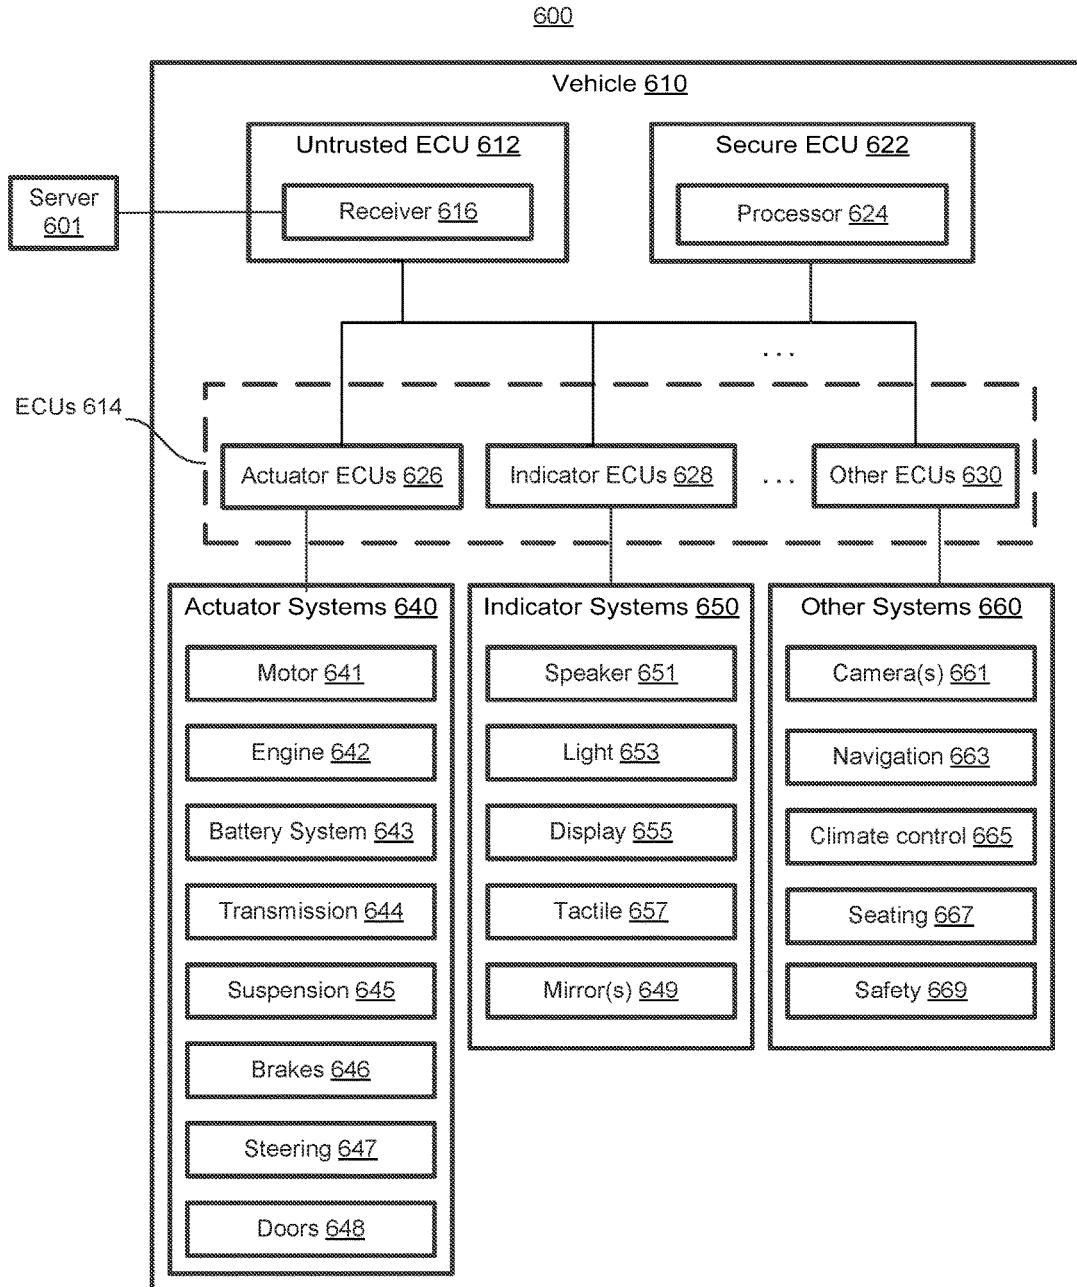 600
Vehicle 610
Untrusted ECU 612
Secure ECU 622
Server
601
Receiver 616
Processor 624
. . .
ECUs 614
Actuator ECUs 626
Indicator ECUs 628
. . .
Other ECUs 630
Actuator Systems 640
Motor 641
Engine 642
Battery System 643
Transmission 644
Suspension 645
Brakes 646
Steering 647
Doors 648
Indicator Systems 650
Speaker 651
Light 653
Display 655
Tactile 657
Mirror(s) 649
Other Systems 660
Camera(s) 661
Navigation 663
Climate control 665
Seating 667
Safety 669